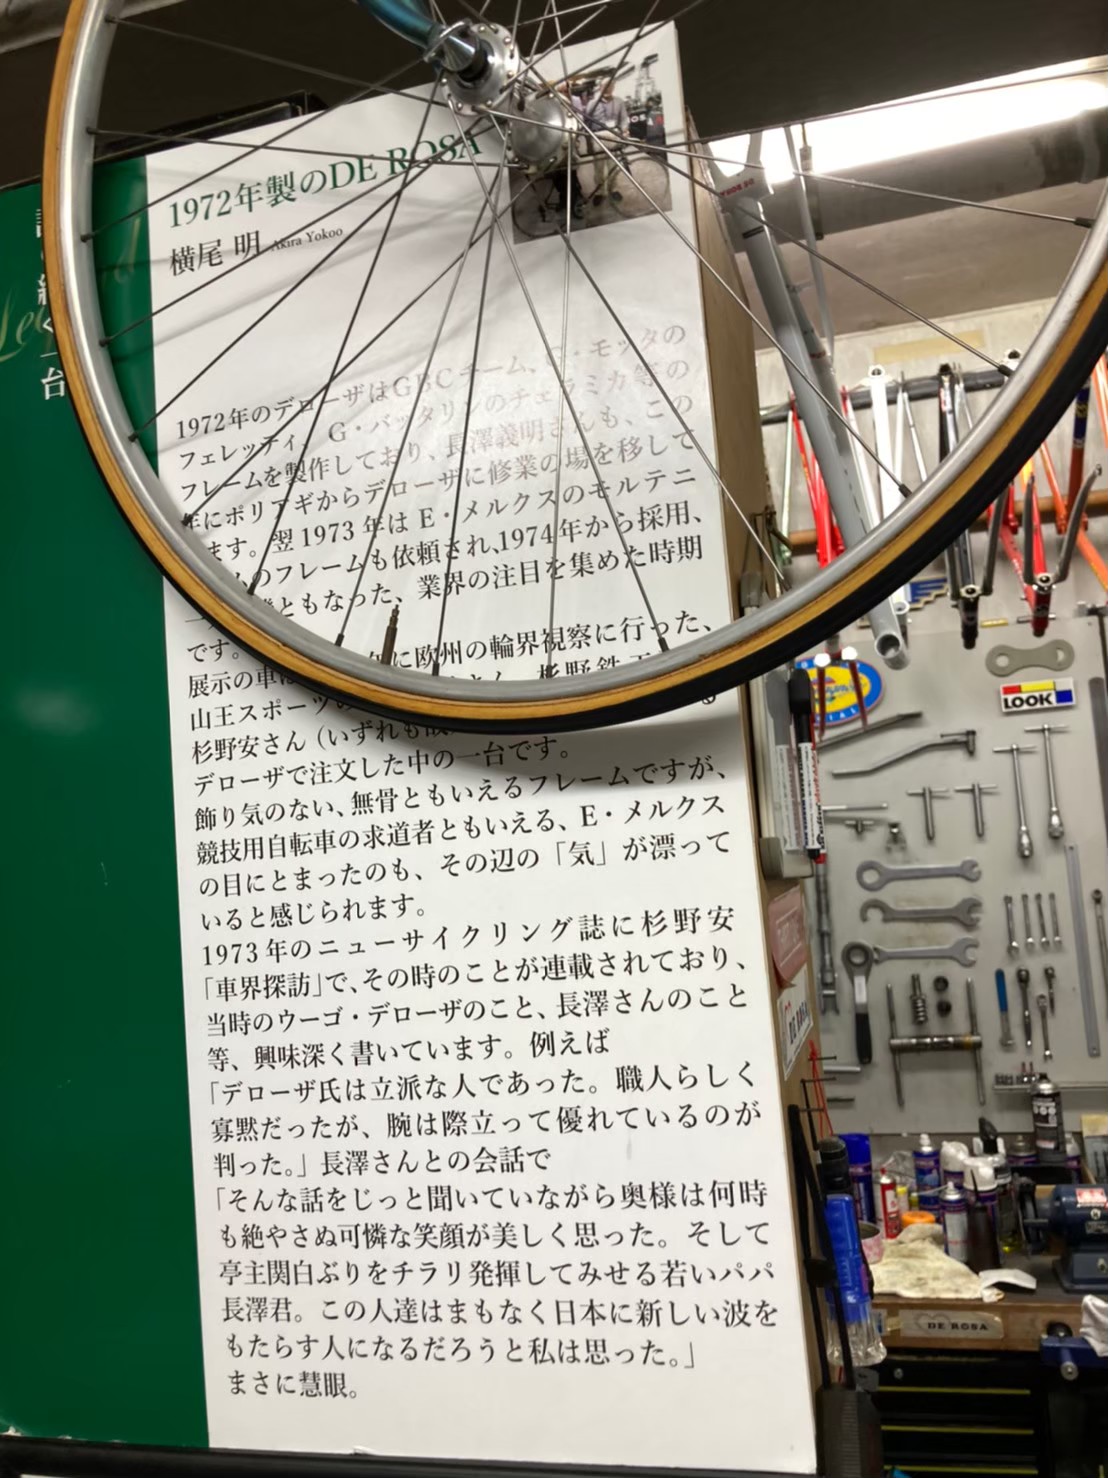 1972年製のDE ROSA
横尾 明 Akira Yokoo
1972年のデローザはGBCチーム、G・モッタの
フェレッティ、G・バッタリンのチェラミカ等の
フレームを製作しており、長澤義明さんも、この
年にポリアギからデローザに修業の場を移して
ます。翌1973年は E・メルクスのモルテニ
のフレームも依頼され、1974年から採用、
ともなった、業界の注目を集めた時期
です。
に欧州の輪界視察に行った、
展示の車は
山王スポーツの
杉野安さん（いずれも
デローザで注文した中の一台です。
飾り気のない、無骨ともいえるフレームですが、
競技用自転車の求道者ともいえる、E・メルクス
の目にとまったのも、その辺の「気」が漂って
いると感じられます。
1973年のニューサイクリング誌に杉野安
「車界探訪」で、その時のことが連載されており、
当時のウーゴ・デローザのこと、長澤さんのこと
等、興味深く書いています。例えば
「デローザ氏は立派な人であった。職人らしく
寡黙だったが、腕は際立って優れているのが
判った。」長澤さんとの会話で
「そんな話をじっと聞いていながら奥様は何時
も絶やさぬ可憐な笑顔が美しく思った。そして
亭主関白ぶりをチラリ発揮してみせる若いパパ
長澤君。この人達はまもなく日本に新しい波を
もたらす人になるだろうと私は思った。」
まさに慧眼。
く一台
LOOK
DE ROSA
DE ROSA